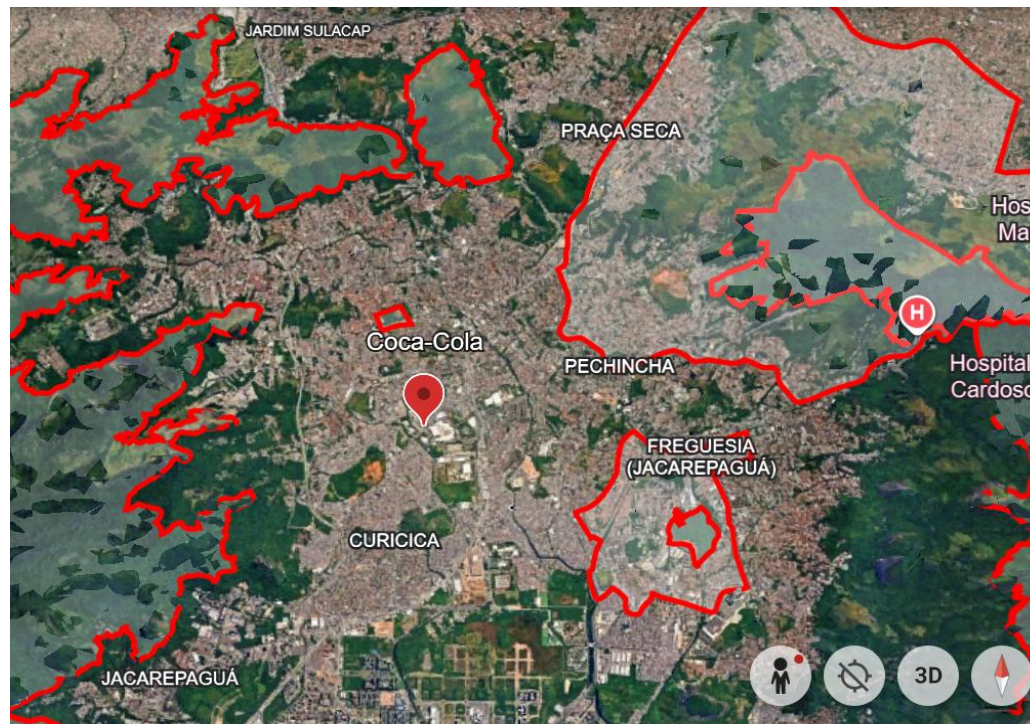 JARDIM SULACAP
PRAÇA SECA
Hos
Ma
Coca-Cola
H
PECHINCHA
Hospital
Cardoso
FREGUESIA
(JACAREPAGUÁ)
CURICICA
JACAREPAGUÁ
3D